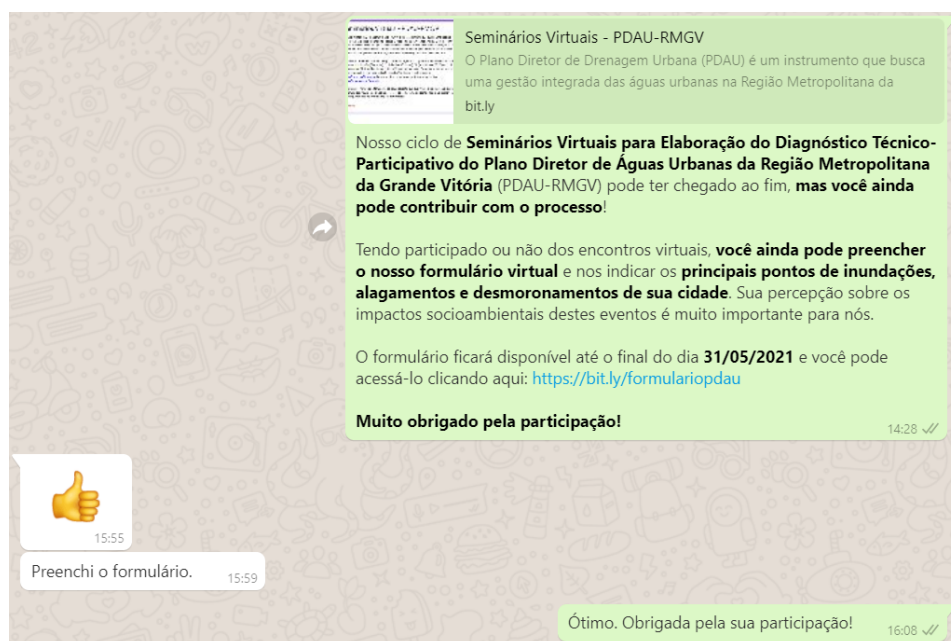 Seminários Virtuais - PDAU-RMGV
O Plano Diretor de Drenagem Urbana (PDAU) é um instrumento que busca
uma gestão integrada das águas urbanas na Região Metropolitana da
bit.ly
Nosso ciclo de Seminários Virtuais para Elaboração do Diagnóstico Técnico-
Participativo do Plano Diretor de Águas Urbanas da Região Metropolitana
da Grande Vitória (PDAU-RMGV) pode ter chegado ao fim, mas você ainda
pode contribuir com o processo!
Tendo participado ou não dos encontros virtuais, você ainda pode preencher
o nosso formulário virtual e nos indicar os principais pontos de inundações,
alagamentos e desmoronamentos de sua cidade. Sua percepção sobre os
impactos socioambientais destes eventos é muito importante para nós.
O formulário ficará disponível até o final do dia 31/05/2021 e você pode
acessá-lo clicando aqui: https://bit.ly/formulariopdau
Muito obrigado pela participação!
14:28
15:55
Preenchi o formulário.
15:59
Ótimo. Obrigada pela sua participação!
16:08